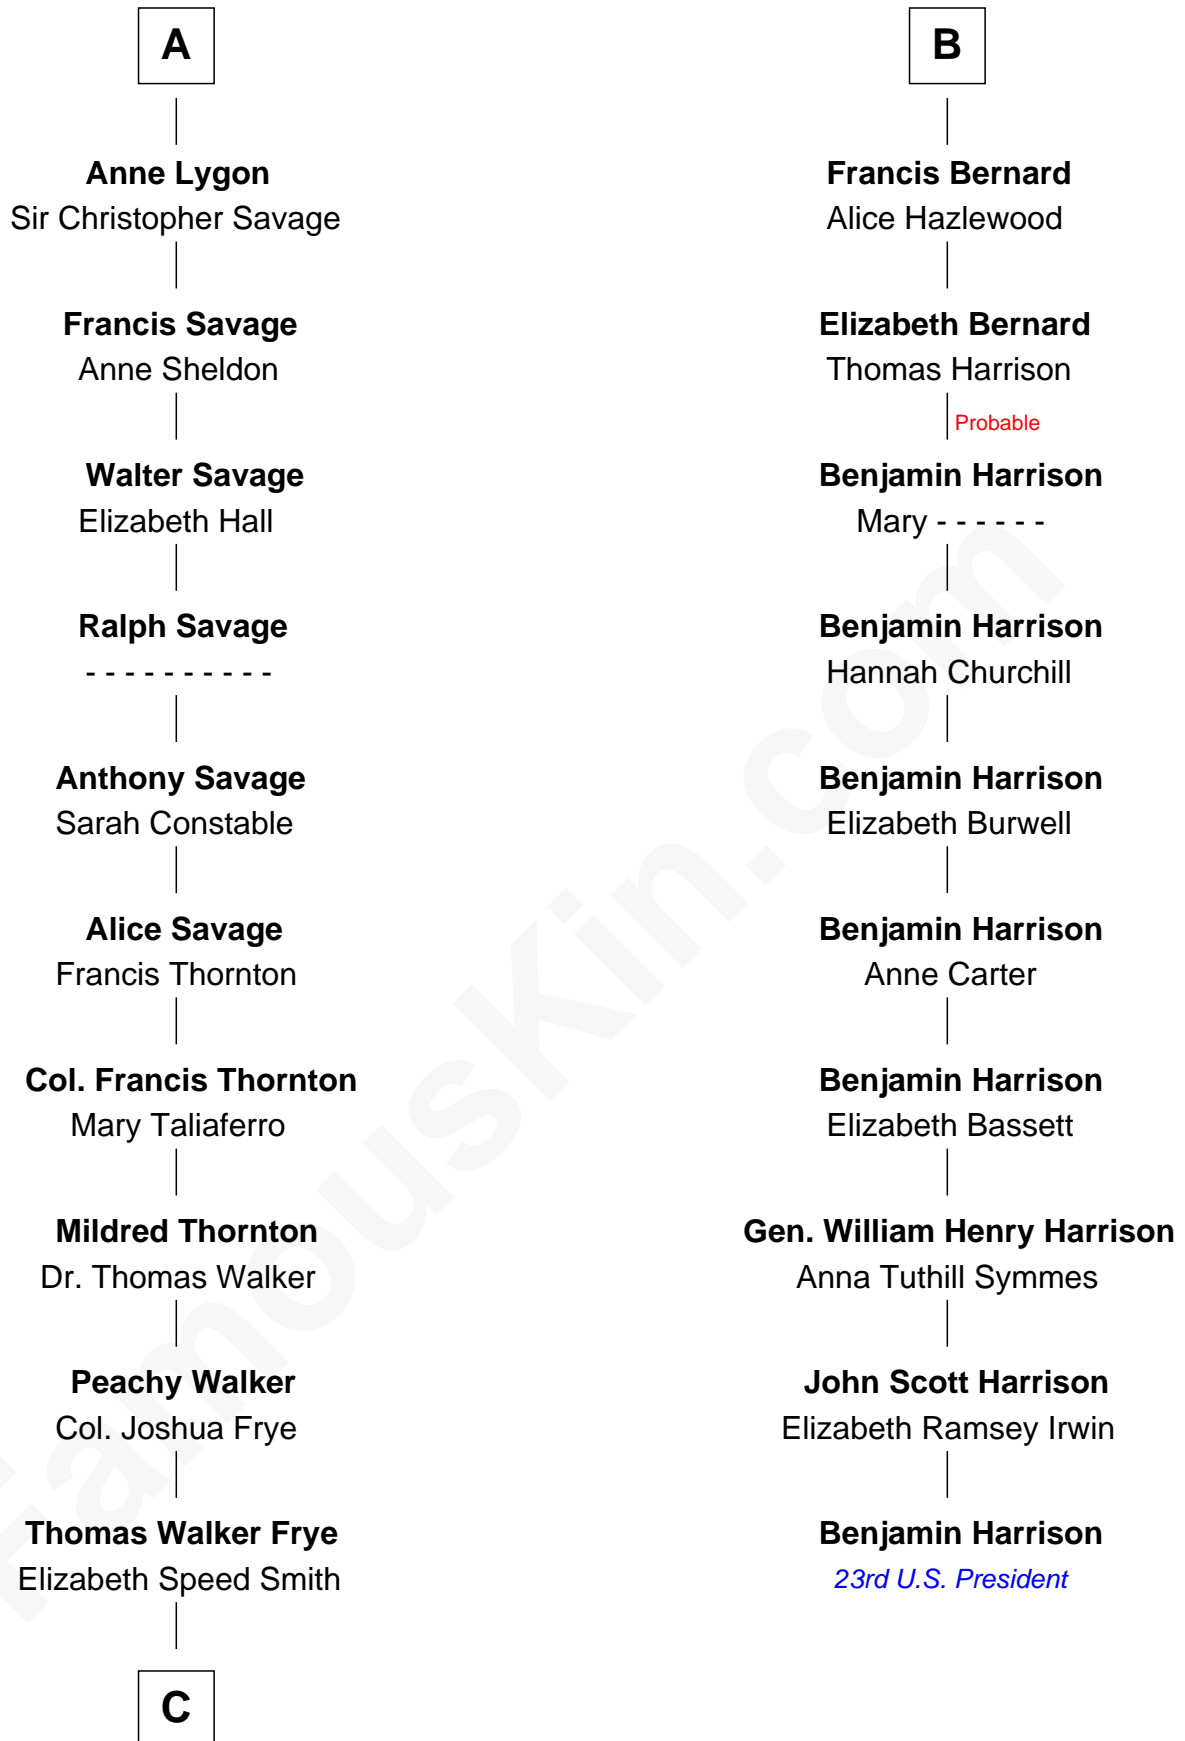 A
Anne Lygon
Sir Christopher Savage
Francis Savage
Anne Sheldon
Walter Savage
Elizabeth Hall
Ralph Savage
- - - - - - - - - -
Anthony Savage
Sarah Constable
Alice Savage
Francis Thornton
Col. Francis Thornton
Mary Taliaferro
Mildred Thornton
Dr. Thomas Walker
Peachy Walker
Col. Joshua Frye
Thomas Walker Frye
Elizabeth Speed Smith
C
B
Francis Bernard
Alice Hazlewood
Elizabeth Bernard
Thomas Harrison
Probable
Benjamin Harrison
Mary - - - - - -
Benjamin Harrison
Hannah Churchill
Benjamin Harrison
Elizabeth Burwell
Benjamin Harrison
Anne Carter
Benjamin Harrison
Elizabeth Bassett
Gen. William Henry Harrison
Anna Tuthill Symmes
John Scott Harrison
Elizabeth Ramsey Irwin
Benjamin Harrison
23rd U.S. President
FamousKin.com